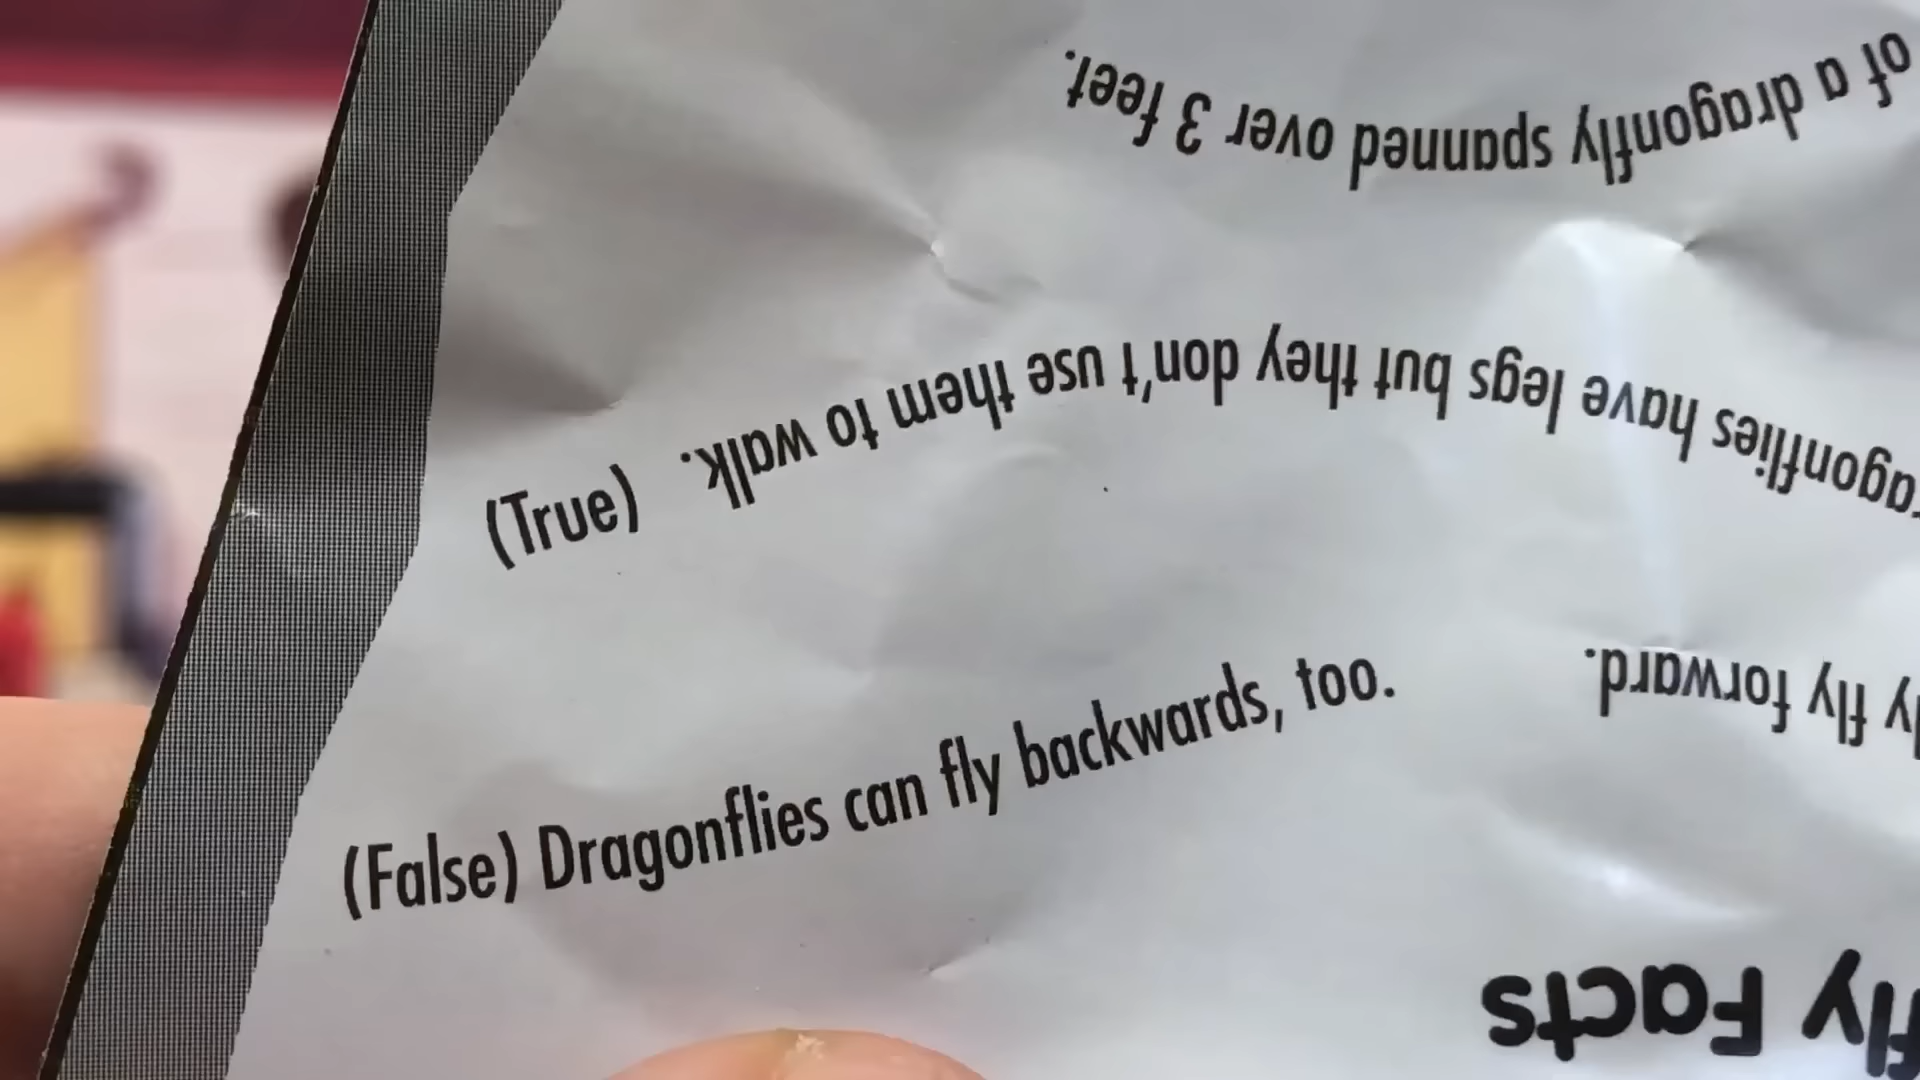 of a dragonfly spanned over 3 feet.
agonflies have legs but they don't use them to walk.
(True)
fly forward.
(False) Dragonflies can fly backwards, too.
fly Facts